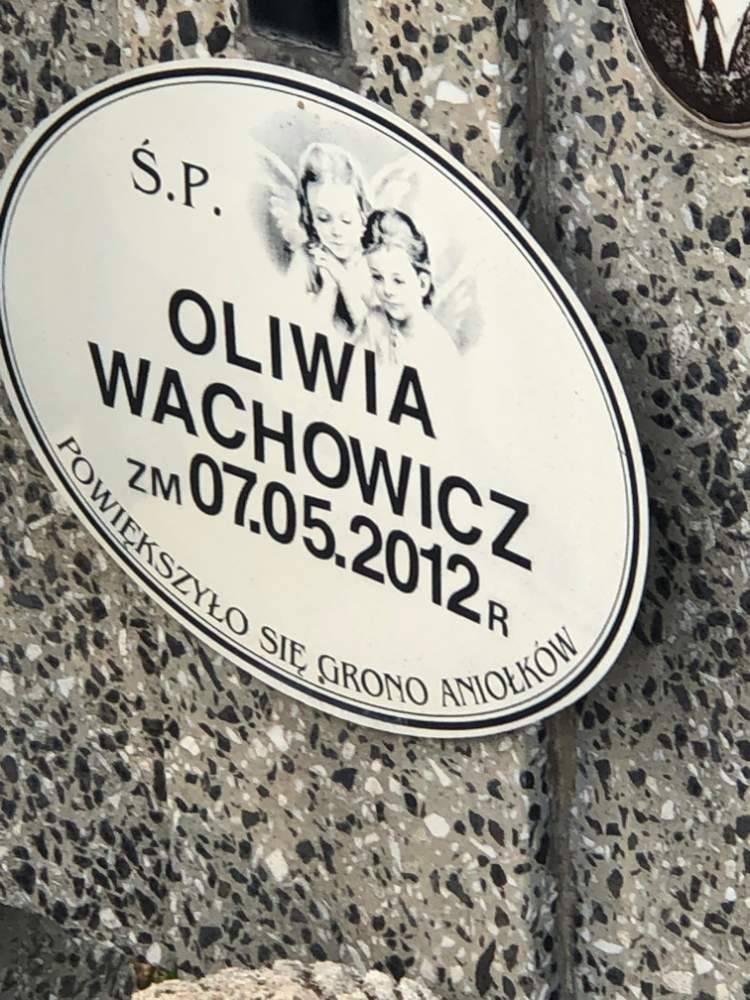 Ś.P.
OLIWIA
WACHOWICZ
ZM 07.05.2012 R
POWIĘKSZYŁO SIĘ GRONO ANIOŁKÓW
W